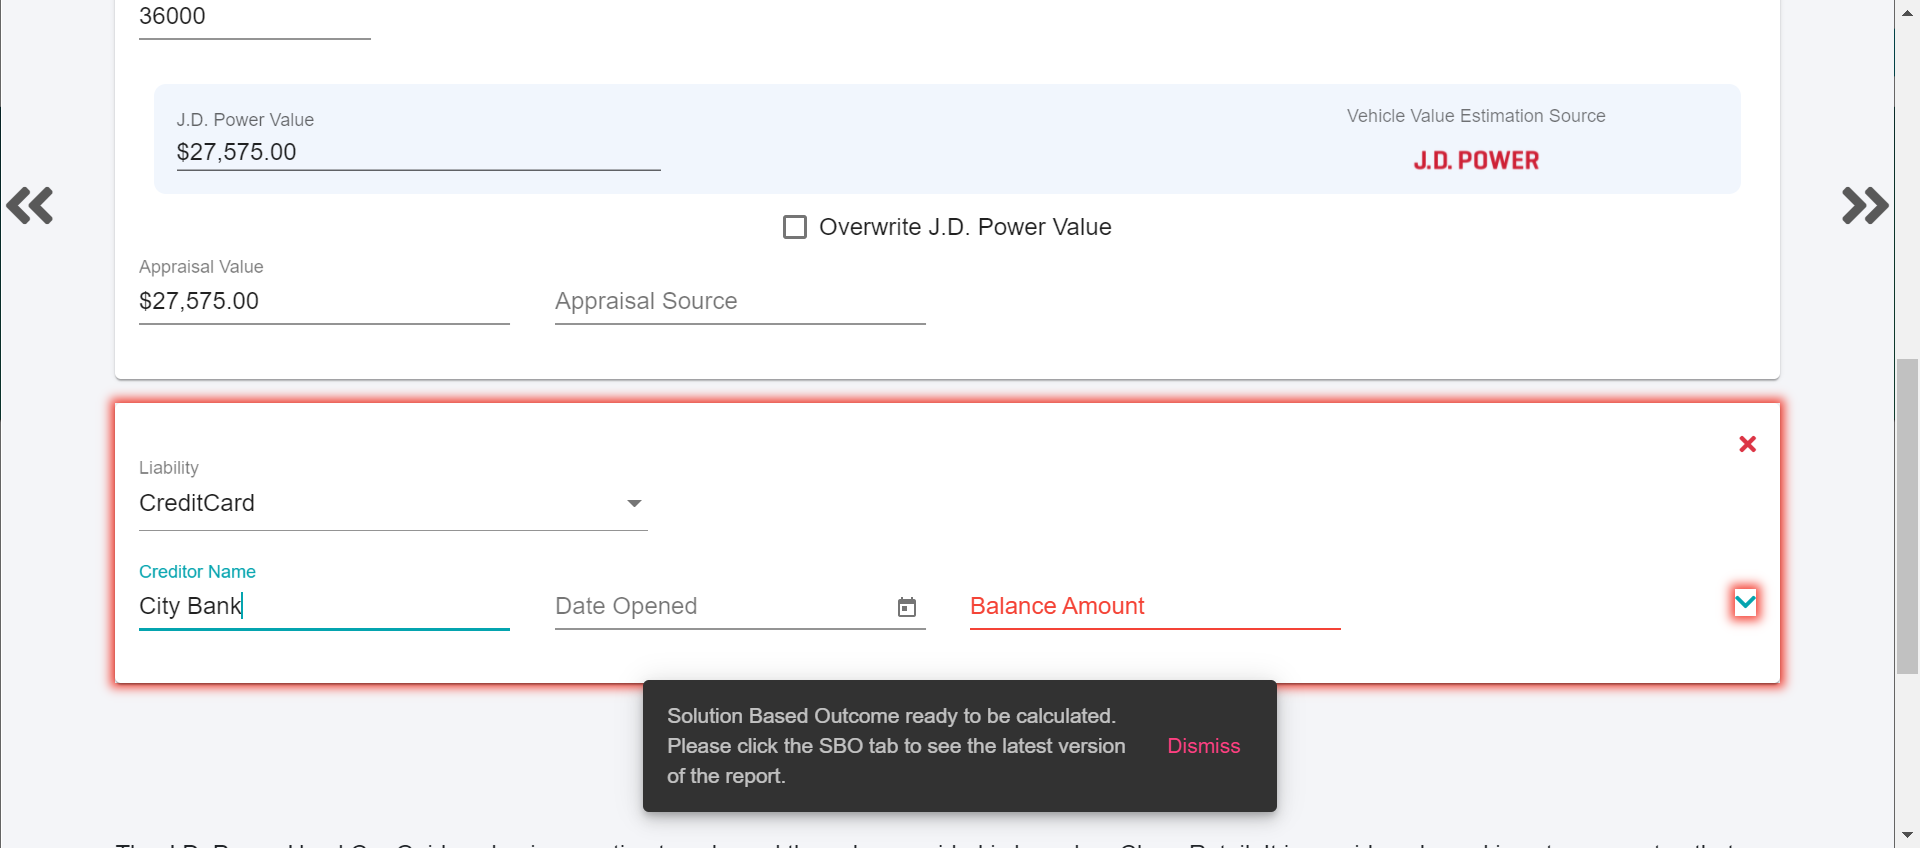 36000
J.D. Power Value
$27,575.00
Vehicle Value Estimation Source
J.D. POWER
Overwrite J.D. Power Value
Appraisal Value
$27,575.00
Appraisal Source
Liability
CreditCard
Creditor Name
City Bank
Date Opened
Balance Amount
Solution Based Outcome ready to be calculated.
Please click the SBO tab to see the latest version
of the report.
Dismiss